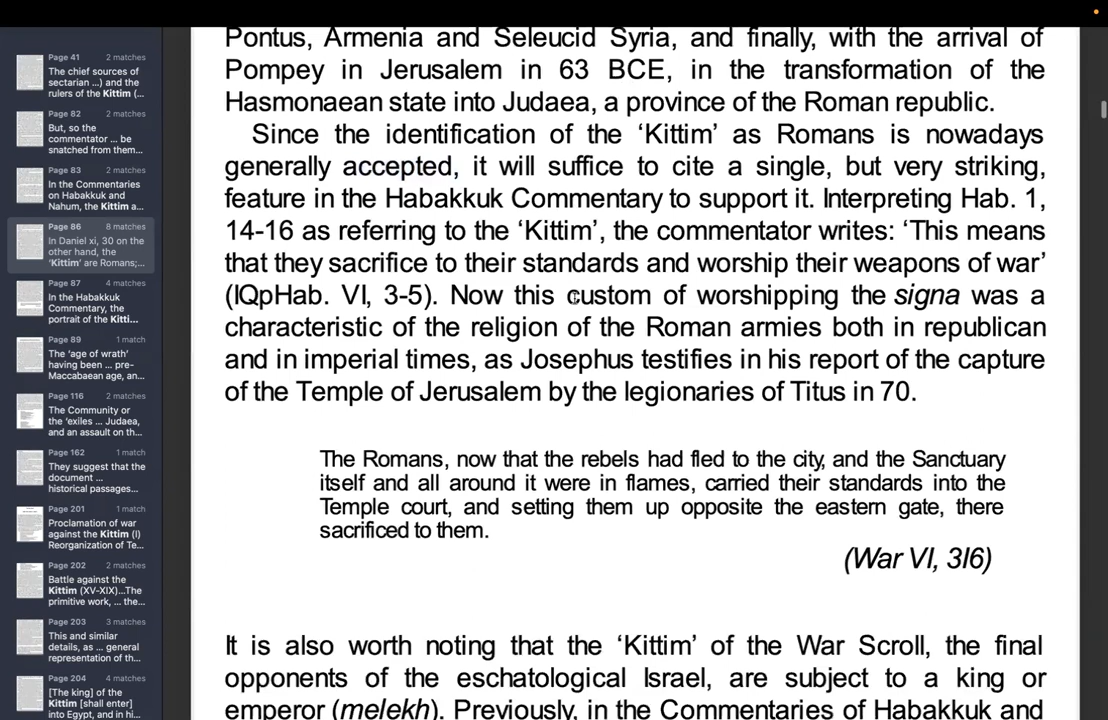 Page 41 2 matches
The chief sources of
sectarian ...) and the
rulers of the Kittim (...
Page 82 2 matches
But, so the
commentator ... be
snatched from them...
Page 83 2 matches
In the Commentaries
on Habakkuk and
Nahum, the Kittim a...
Page 86 8 matches
In Daniel xi, 30 on the
other hand, the
'Kittim' are Romans;...
Page 87 4 matches
In the Habakkuk
Commentary, the
portrait of the Kitti...
Page 89 1 match
The 'age of wrath'
having been ... pre-
Maccabaean age, an...
Page 116 2 matches
The Community or
the 'exiles ... Judaea,
and an assault on th...
Page 162 1 match
They suggest that the
document ...
historical passages...
Page 201 1 match
Proclamation of war
against the Kittim (I)
Reorganization of Te...
Page 202 2 matches
Battle against the
Kittim (XV-XIX)...The
primitive work, ... the...
Page 203 3 matches
This and similar
details, as ... general
representation of th...
Page 204 4 matches
[The king] of the
Kittim [shall enter]
into Egypt, and in hi...
Pontus, Armenia and Seleucid Syria, and finally, with the arrival of
Pompey in Jerusalem in 63 BCE, in the transformation of the
Hasmonaean state into Judaea, a province of the Roman republic.
Since the identification of the 'Kittim' as Romans is nowadays
generally accepted, it will suffice to cite a single, but very striking,
feature in the Habakkuk Commentary to support it. Interpreting Hab. 1,
14-16 as referring to the 'Kittim', the commentator writes: 'This means
that they sacrifice to their standards and worship their weapons of war'
(IQpHab. VI, 3-5). Now this custom of worshipping the signa was a
characteristic of the religion of the Roman armies both in republican
and in imperial times, as Josephus testifies in his report of the capture
of the Temple of Jerusalem by the legionaries of Titus in 70.
The Romans, now that the rebels had fled to the city, and the Sanctuary
itself and all around it were in flames, carried their standards into the
Temple court, and setting them up opposite the eastern gate, there
sacrificed to them.
(War VI, 3I6)
It is also worth noting that the 'Kittim' of the War Scroll, the final
opponents of the eschatological Israel, are subject to a king or
emperor (melekh). Previously, in the Commentaries of Habakkuk and